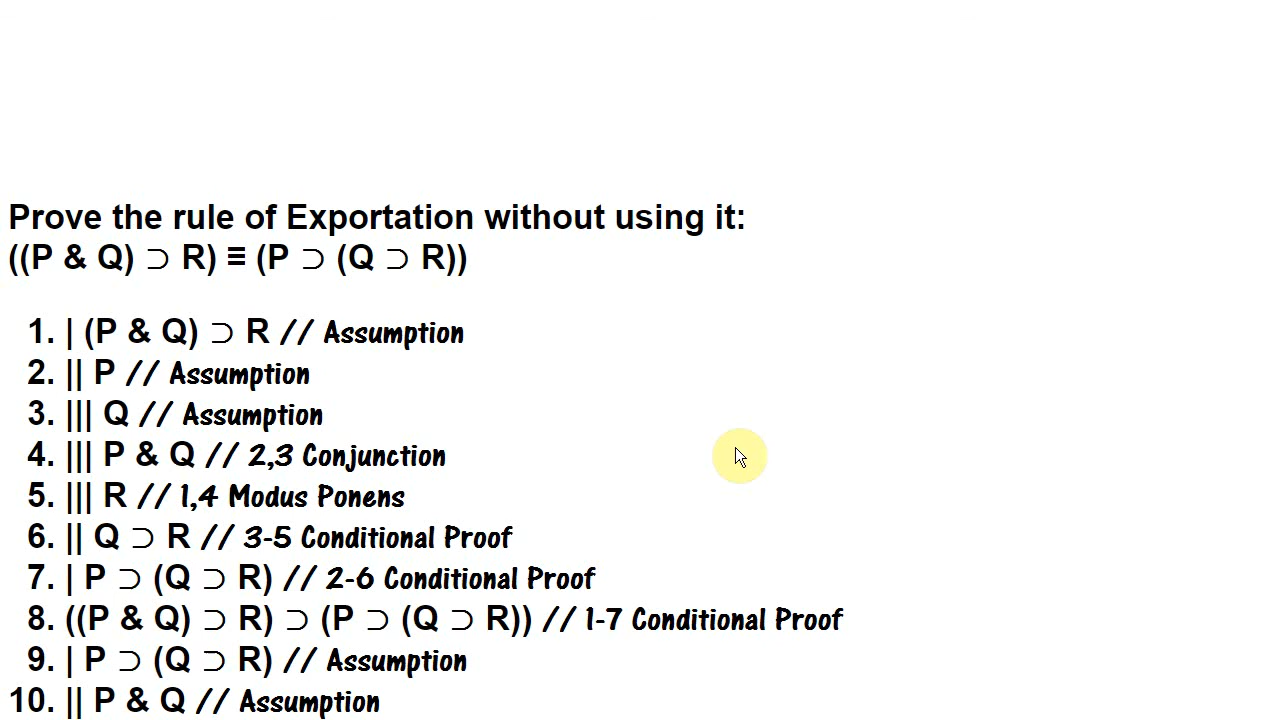 Prove the rule of Exportation without using it:
((P & Q) ⊃ R) ≡ (P ⊃ (Q ⊃ R))
1. | (P & Q) ⊃ R // Assumption
2. || P // Assumption
3. ||| Q // Assumption
4. ||| P & Q // 2,3 Conjunction
5. ||| R // 1,4 Modus Ponens
6. || Q ⊃ R // 3-5 Conditional Proof
7. | P ⊃ (Q ⊃ R) // 2-6 Conditional Proof
8. ((P & Q) ⊃ R) ⊃ (P ⊃ (Q ⊃ R)) // 1-7 Conditional Proof
9. | P ⊃ (Q ⊃ R) // Assumption
10. || P & Q // Assumption